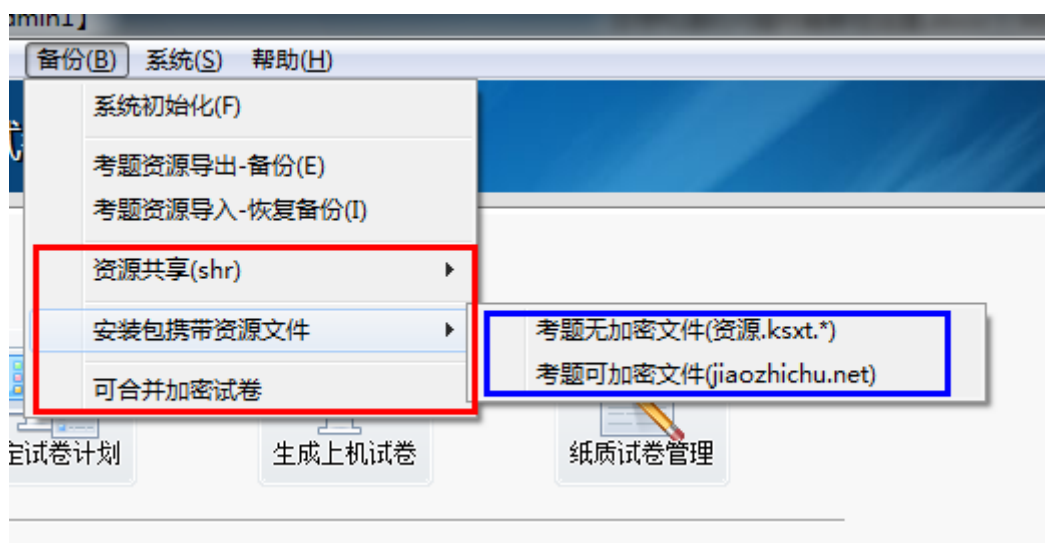 dmin1】
备份(B) 系统(S) 帮助(H)
系统初始化(F)
考题资源导出-备份(E)
考题资源导入-恢复备份(I)
资源共享(shr)
安装包携带资源文件
考题无加密文件(资源.ksxt.*)
考题可加密文件(jiaozhichu.net)
可合并加密试卷
定试卷计划
生成上机试卷
纸质试卷管理